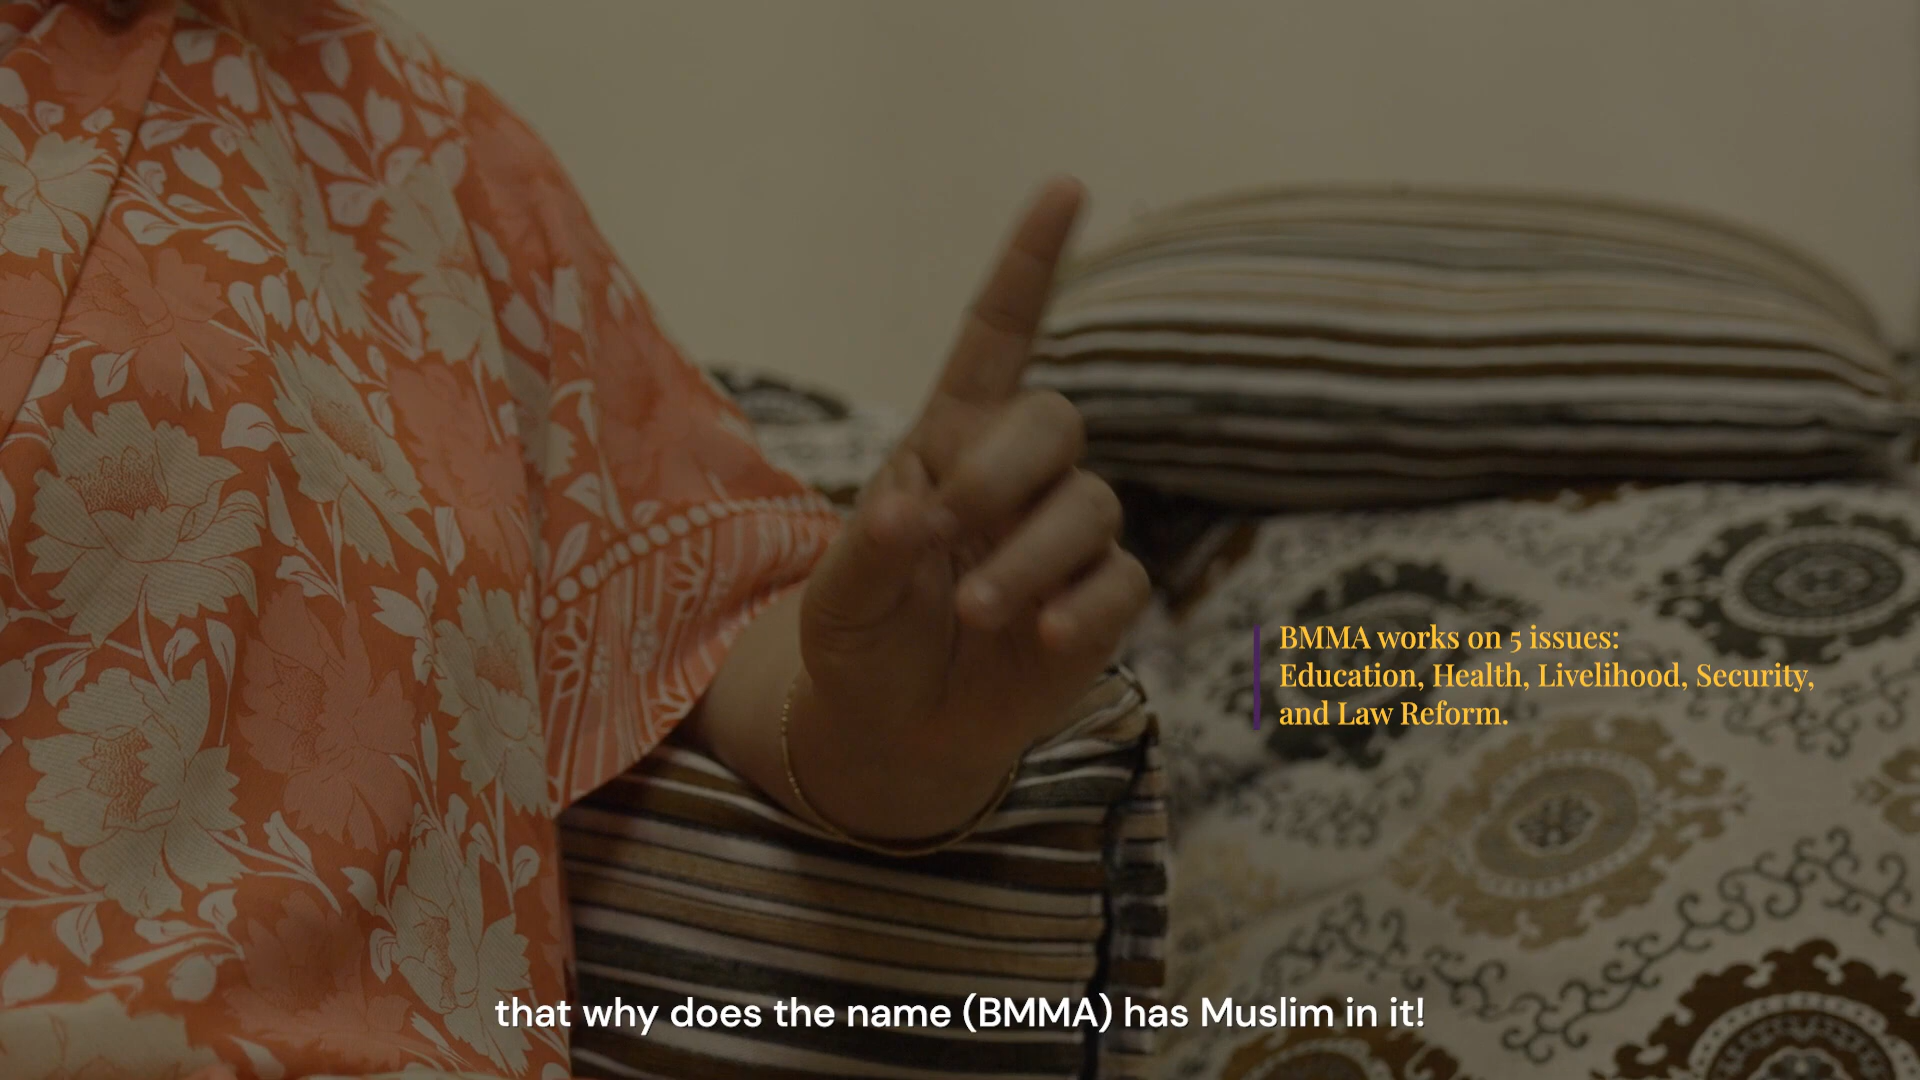 BMMA works on 5 issues:
Education, Health, Livelihood, Security,
and Law Reform.
that why does the name (BMMA) has Muslim in it!